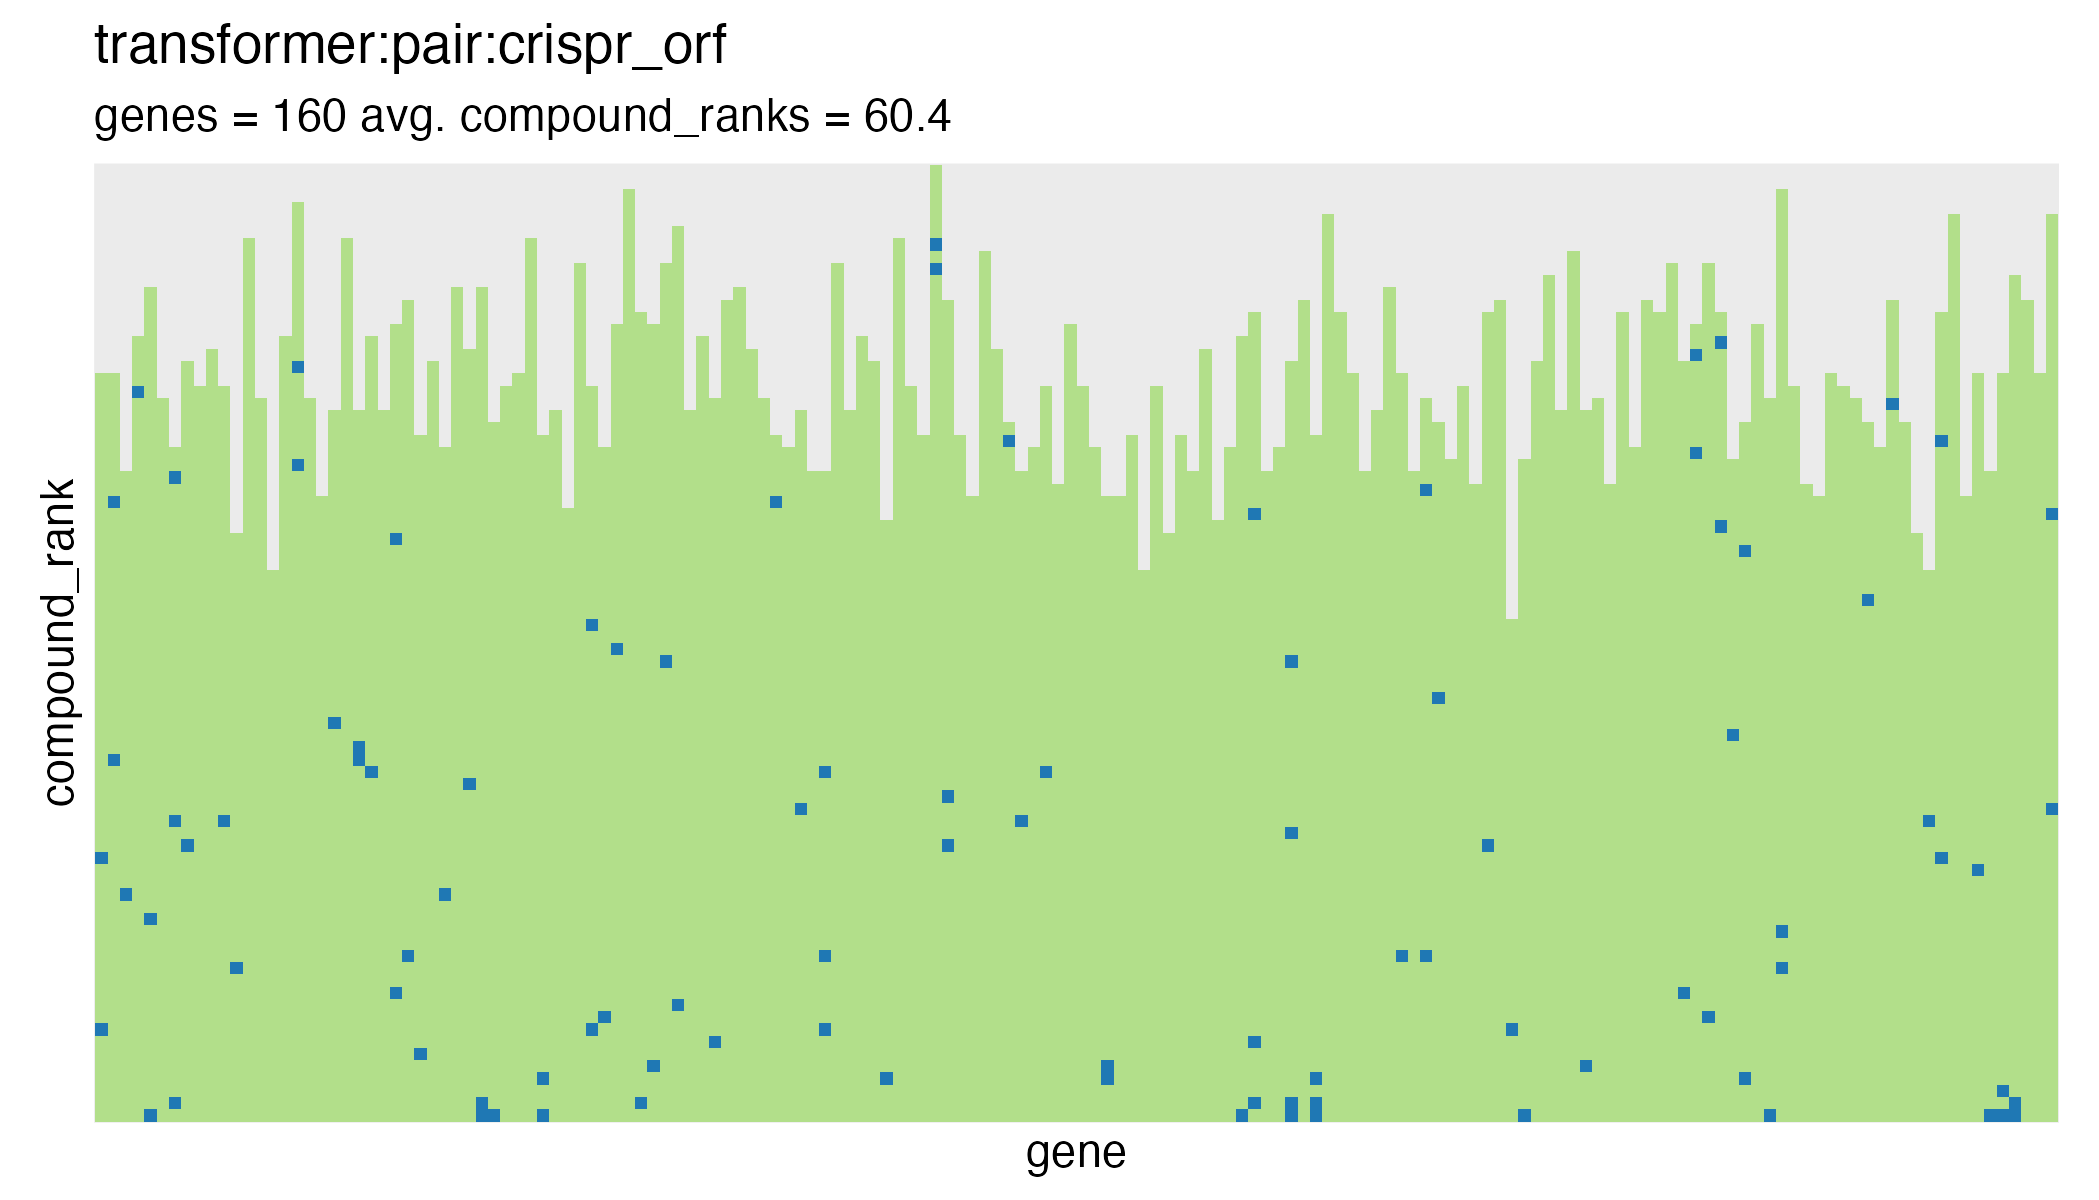 transformer:pair:crispr_orf
genes = 160 avg. compound_ranks = 60.4
compound_rank
gene